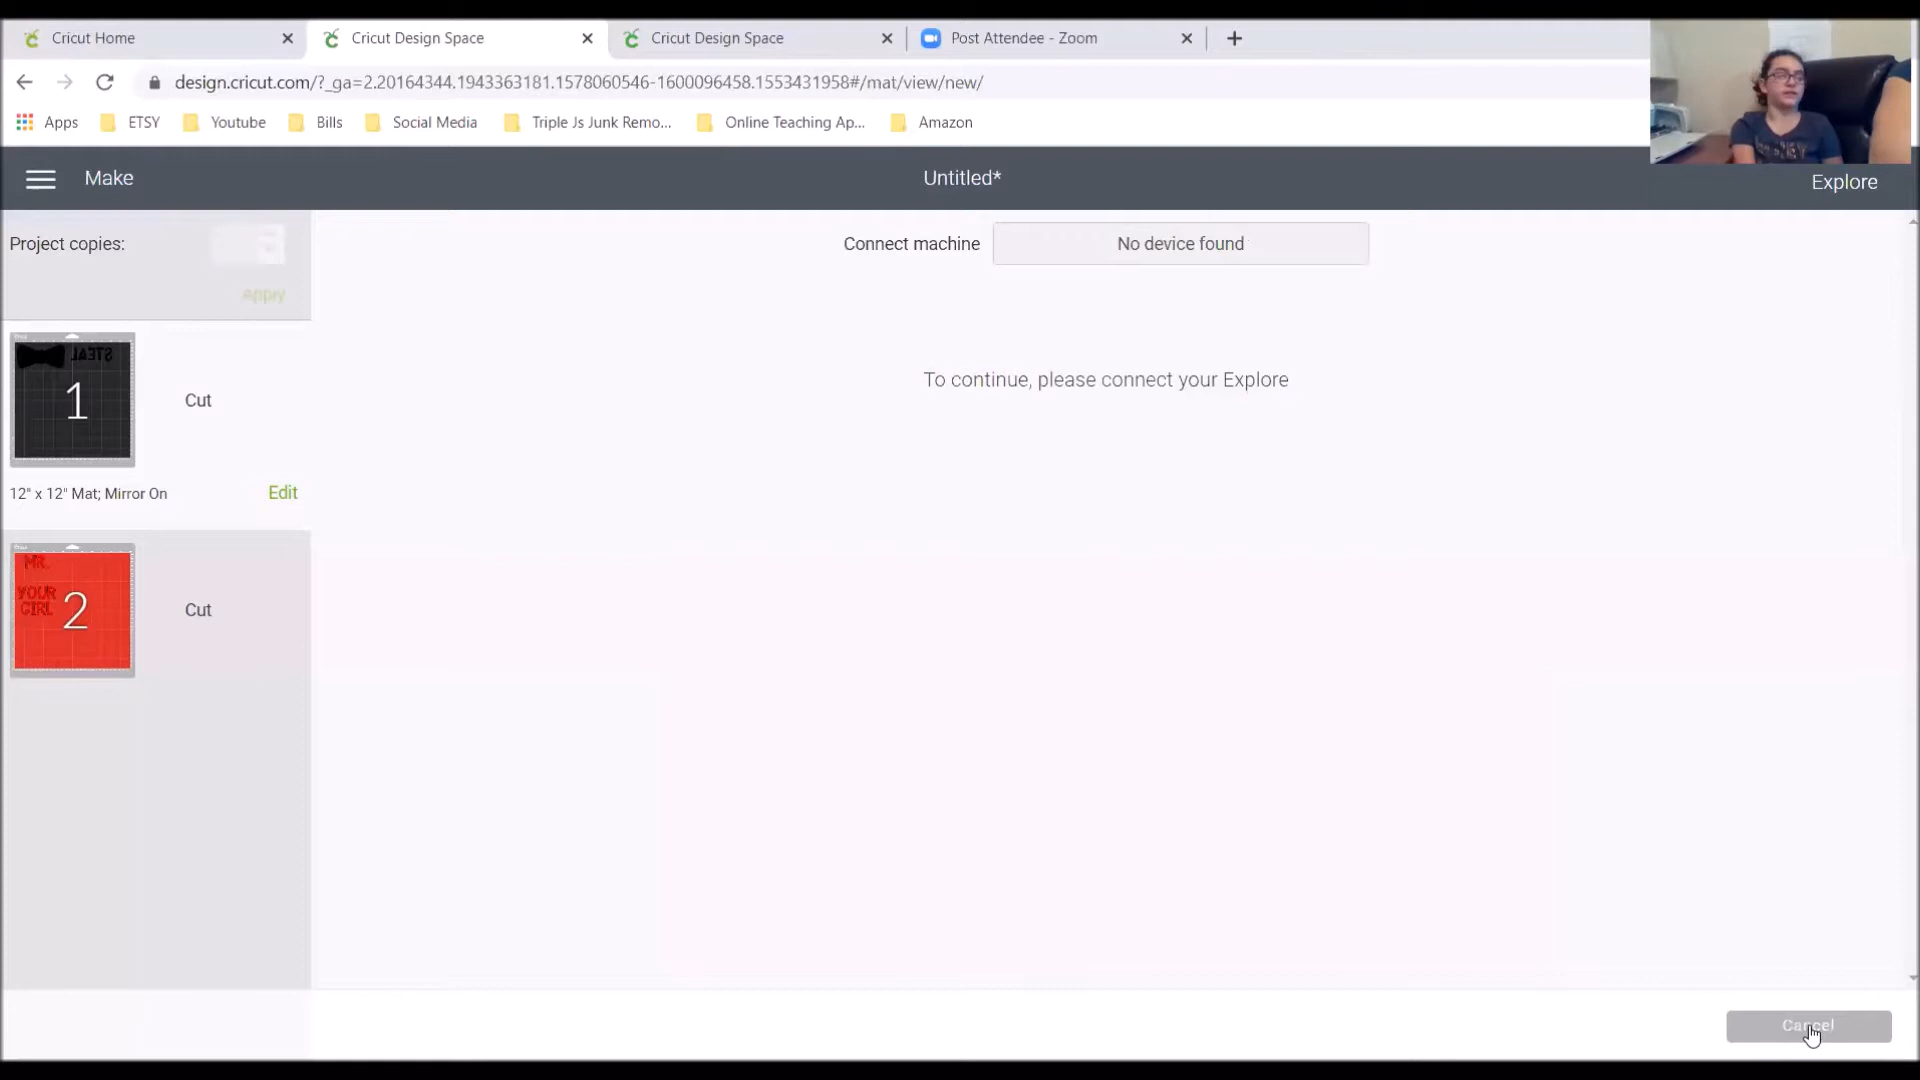 Cricut Home
Cricut Design Space
Cricut Design Space
Post Attendee - Zoom
design.cricut.com/?_ga=2.20164344.1943363181.1578060546-1600096458.1553431958#/mat/view/new/
Apps
ETSY
Youtube
Bills
Social Media
Triple Js Junk Remo...
Online Teaching Ap...
Amazon
Make
Untitled*
Explore
Project copies:
Apply
Connect machine
No device found
To continue, please connect your Explore
STEAL
1
Cut
12" x 12" Mat; Mirror On
Edit
MR.
YOUR
GIRL
2
Cut
Cancel